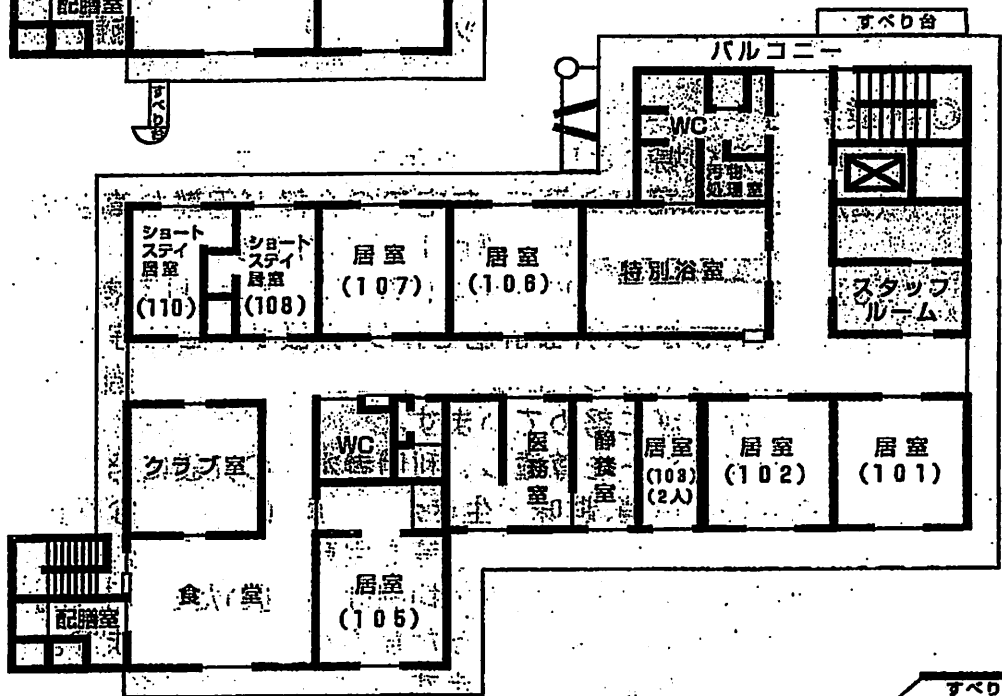 配膳室
すべり台
バルコニー
すべり台
WC
汚物
処理室
ショート
ステイ
居室
(110)
ショート
ステイ
居室
(108)
居室
(107)
居室
(106)
特別浴室
スタッフ
ルーム
クラブ室
WC
医務室
静養室
居室
(103)
(2人)
居室
(102)
居室
(101)
食堂
居室
(105)
配膳室
すべり